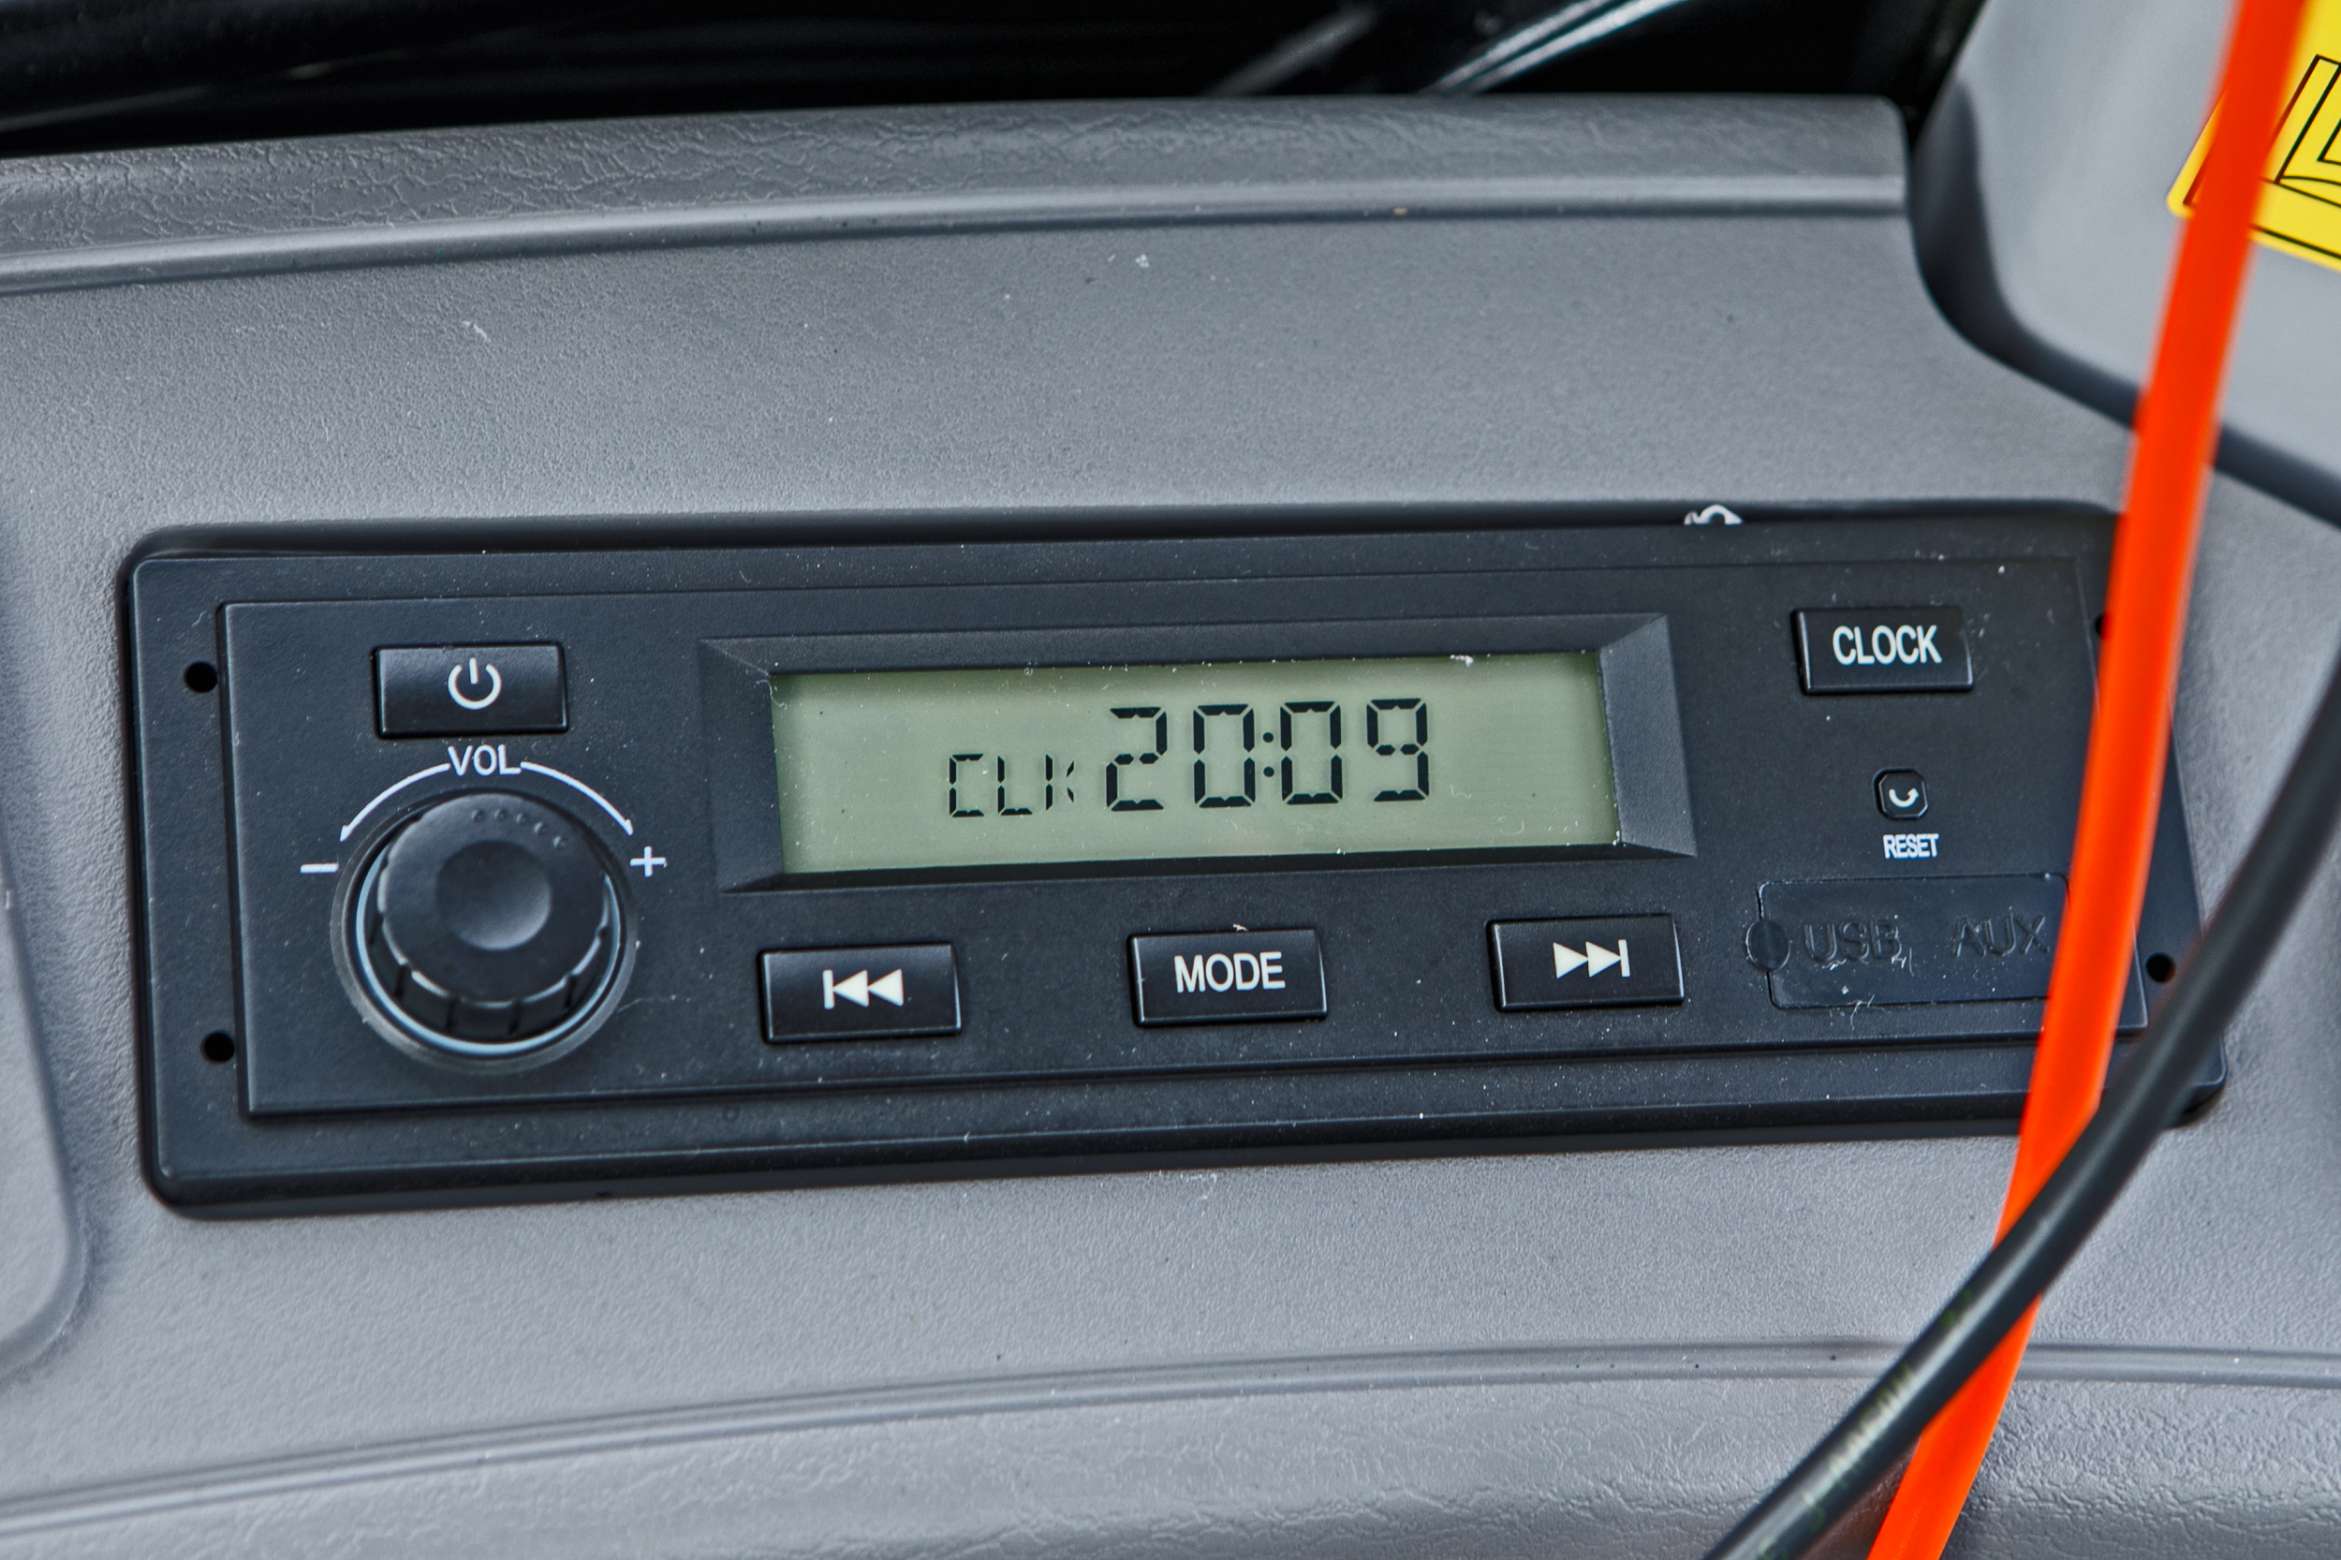 CLOCK
VOL
CLK 20:09
− +
RESET
MODE
USB AUX